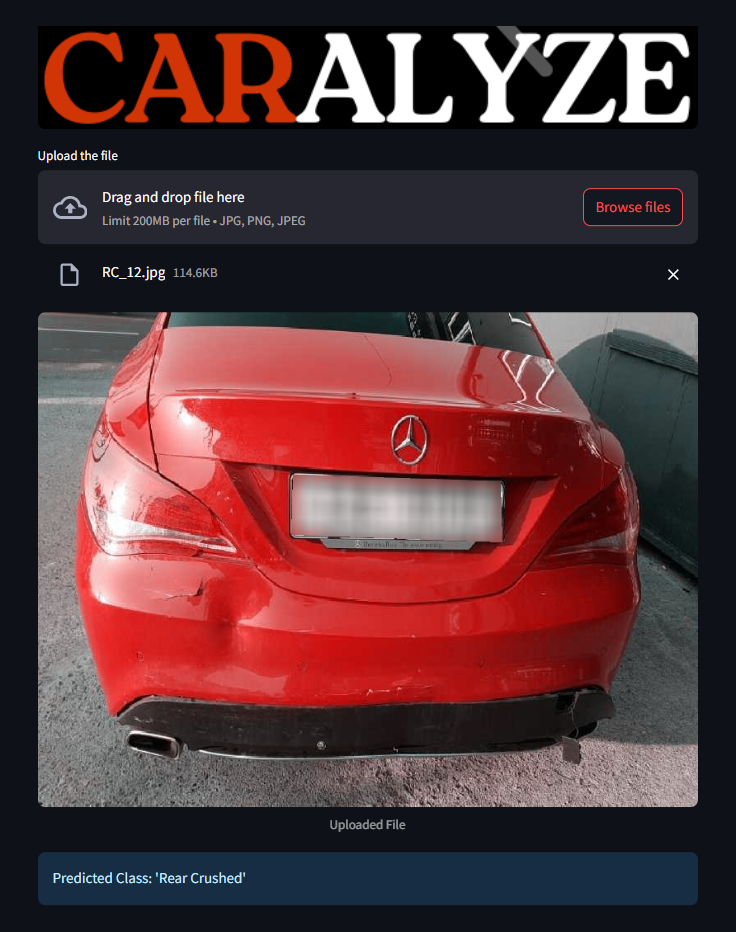 CARALYZE
Upload the file
Drag and drop file here
Limit 200MB per file • JPG, PNG, JPEG
Browse files
RC_12.jpg 114.6KB
Uploaded File
Predicted Class: 'Rear Crushed'